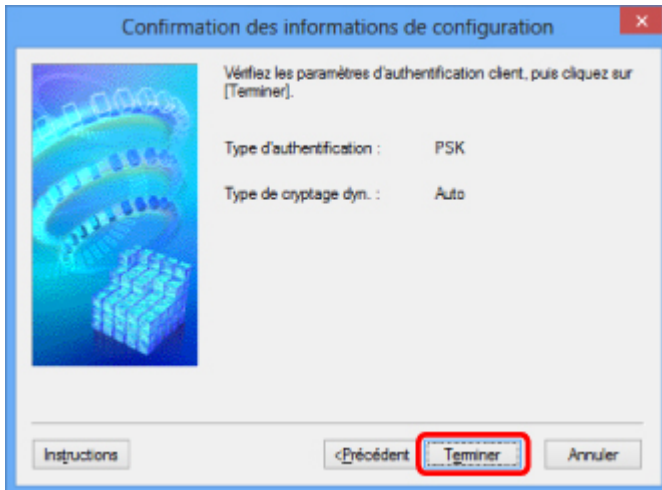 Confirmation des informations de configuration
Vérifiez les paramètres d'authentification client, puis cliquez sur
[Terminer].
Type d'authentification : PSK
Type de cryptage dyn. : Auto
Instructions <Précédent Terminer Annuler